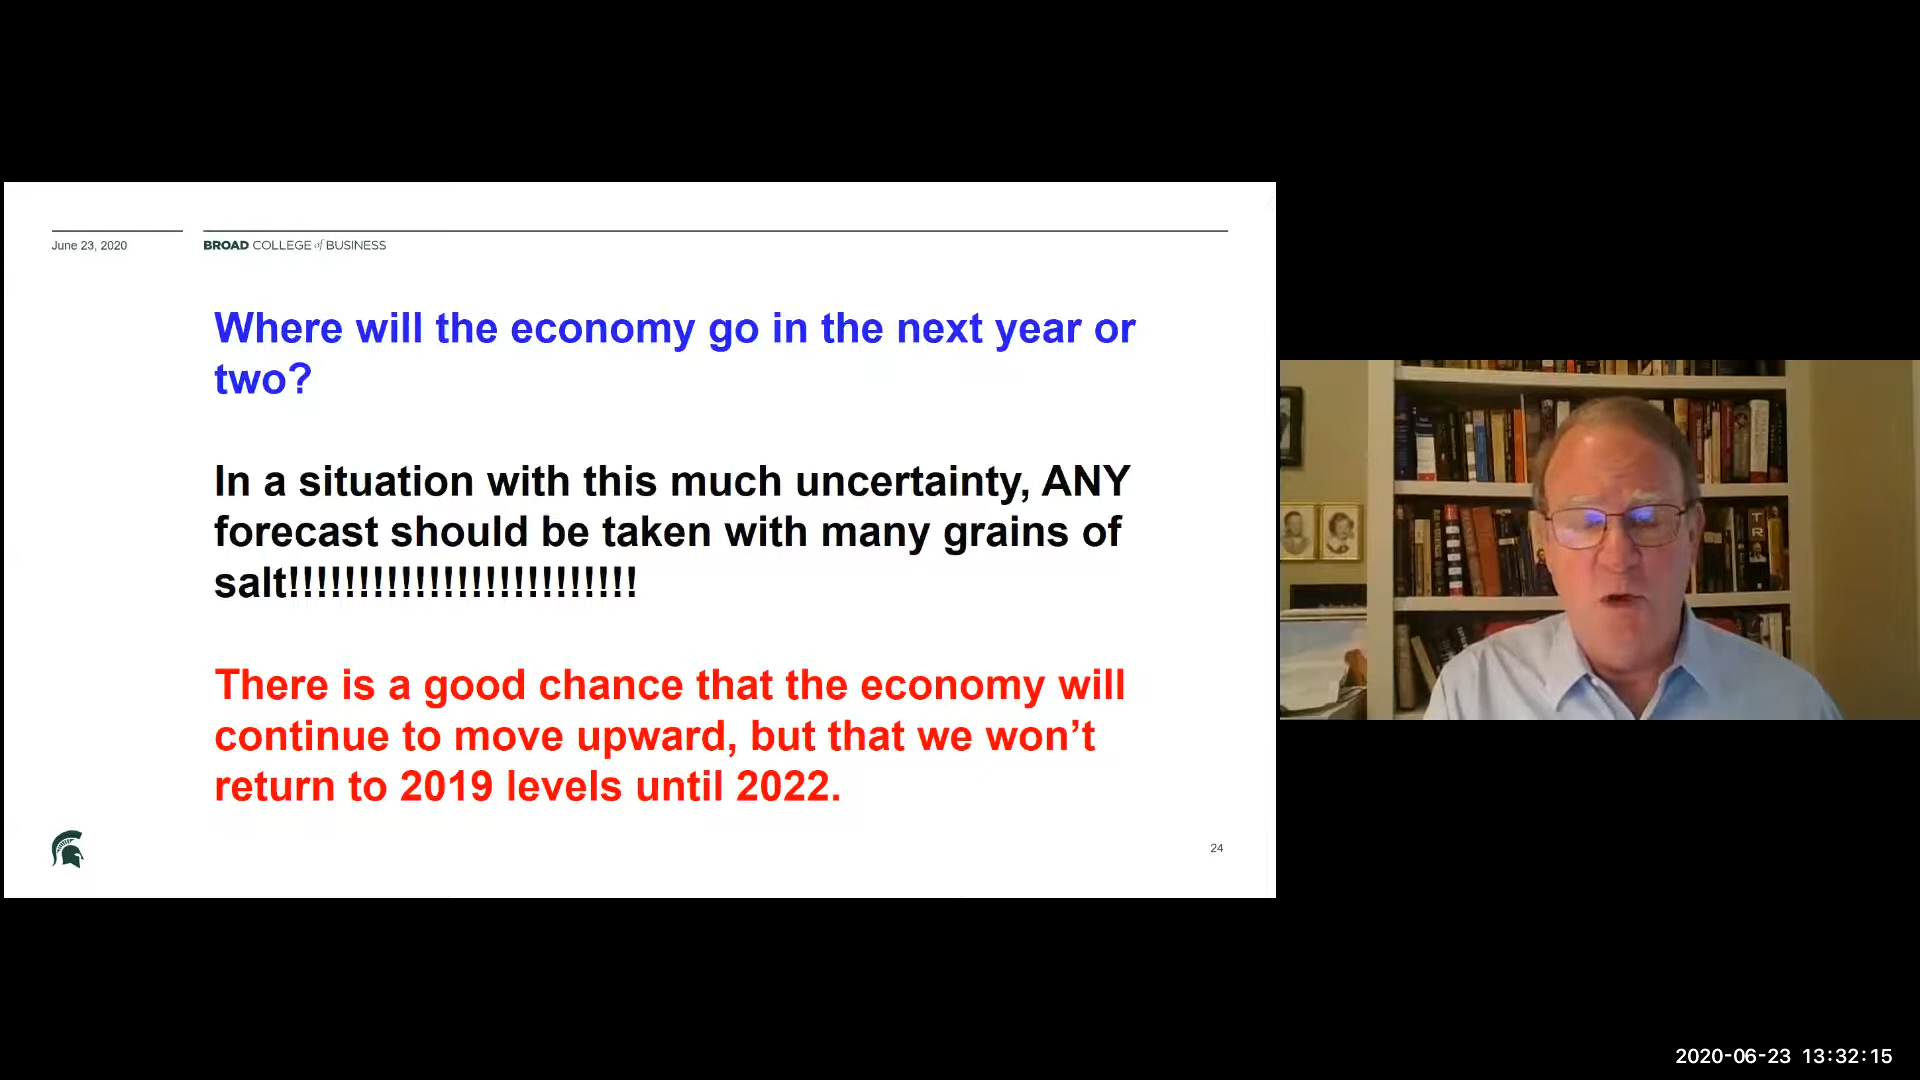 June 23, 2020
BROAD COLLEGE of BUSINESS
Where will the economy go in the next year or
two?
In a situation with this much uncertainty, ANY
forecast should be taken with many grains of
salt!!!!!!!!!!!!!!!!!!!!!!!!!
There is a good chance that the economy will
continue to move upward, but that we won’t
return to 2019 levels until 2022.
24
TR
2020-06-23 13:32:15